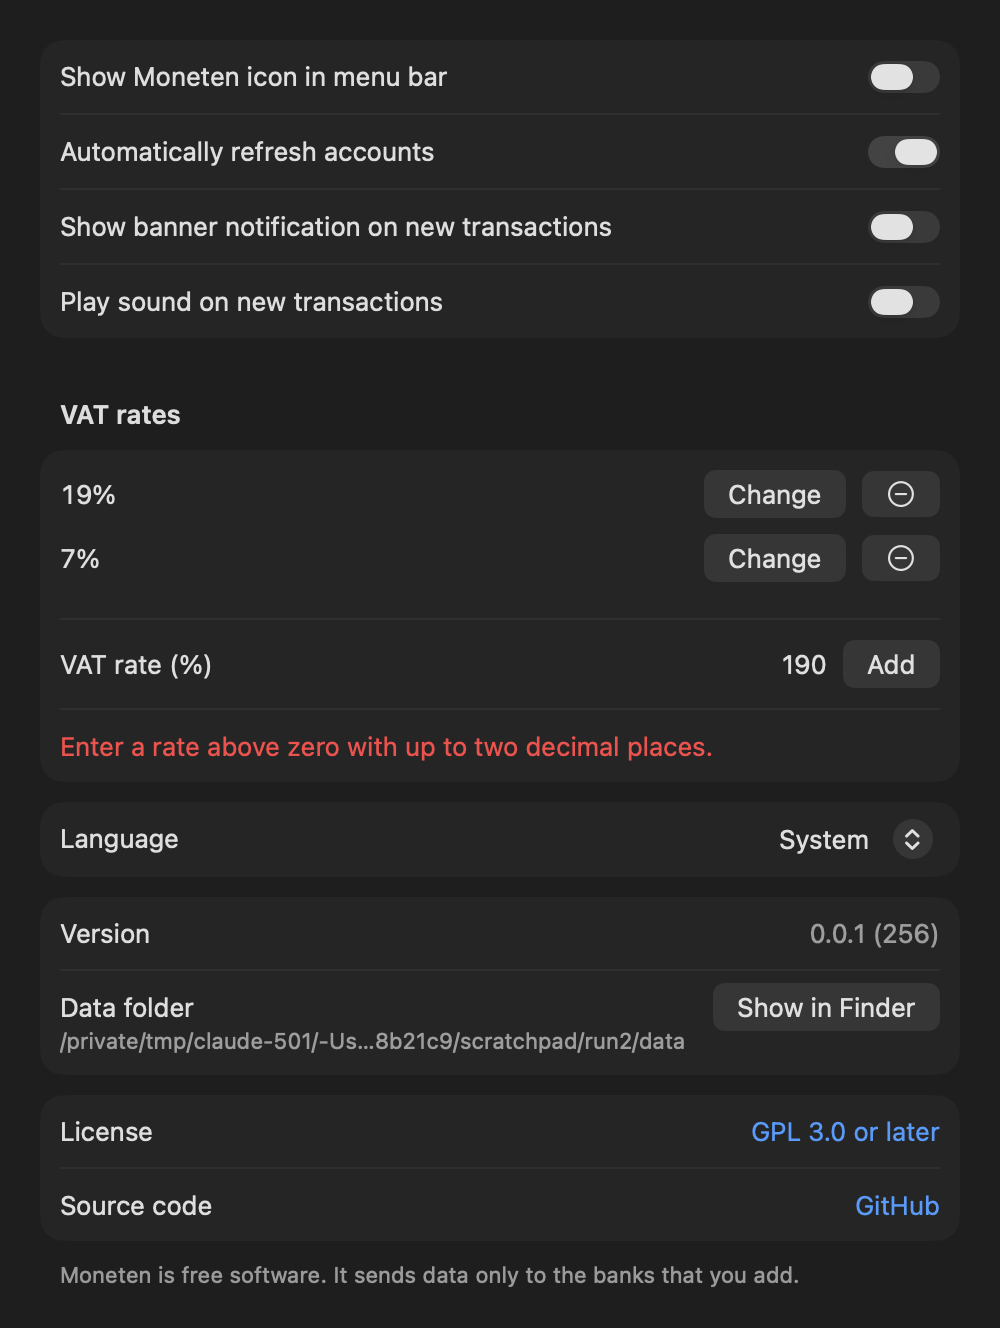 Show Moneten icon in menu bar
Automatically refresh accounts
Show banner notification on new transactions
Play sound on new transactions
VAT rates
19% Change
7% Change
VAT rate (%) 190 Add
Enter a rate above zero with up to two decimal places.
Language System
Version 0.0.1 (256)
Data folder Show in Finder
/private/tmp/claude-501/-Us...8b21c9/scratchpad/run2/data
License GPL 3.0 or later
Source code GitHub
Moneten is free software. It sends data only to the banks that you add.